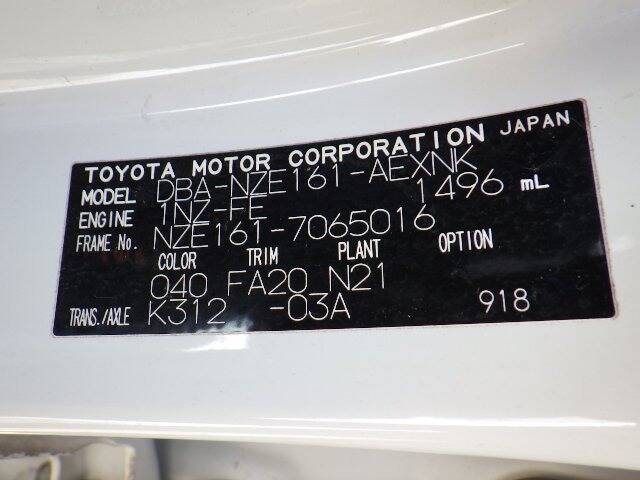 TOYOTA MOTOR CORPORATION JAPAN
MODEL DBA-NZE161-AEXNK
ENGINE 1NZ-FE 1496 mL
FRAME No. NZE161-7065016
COLOR TRIM PLANT OPTION
040 FA20 N21
TRANS./AXLE K312 -03A 918